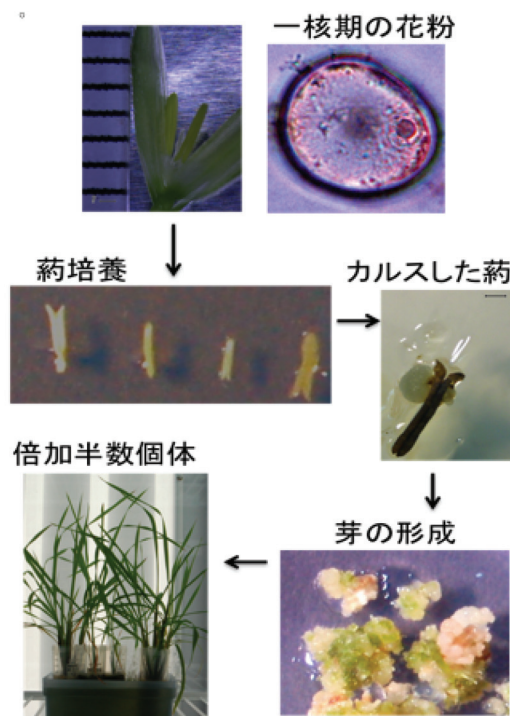 一核期の花粉
葯培養
カルスした葯
倍加半数個体
芽の形成